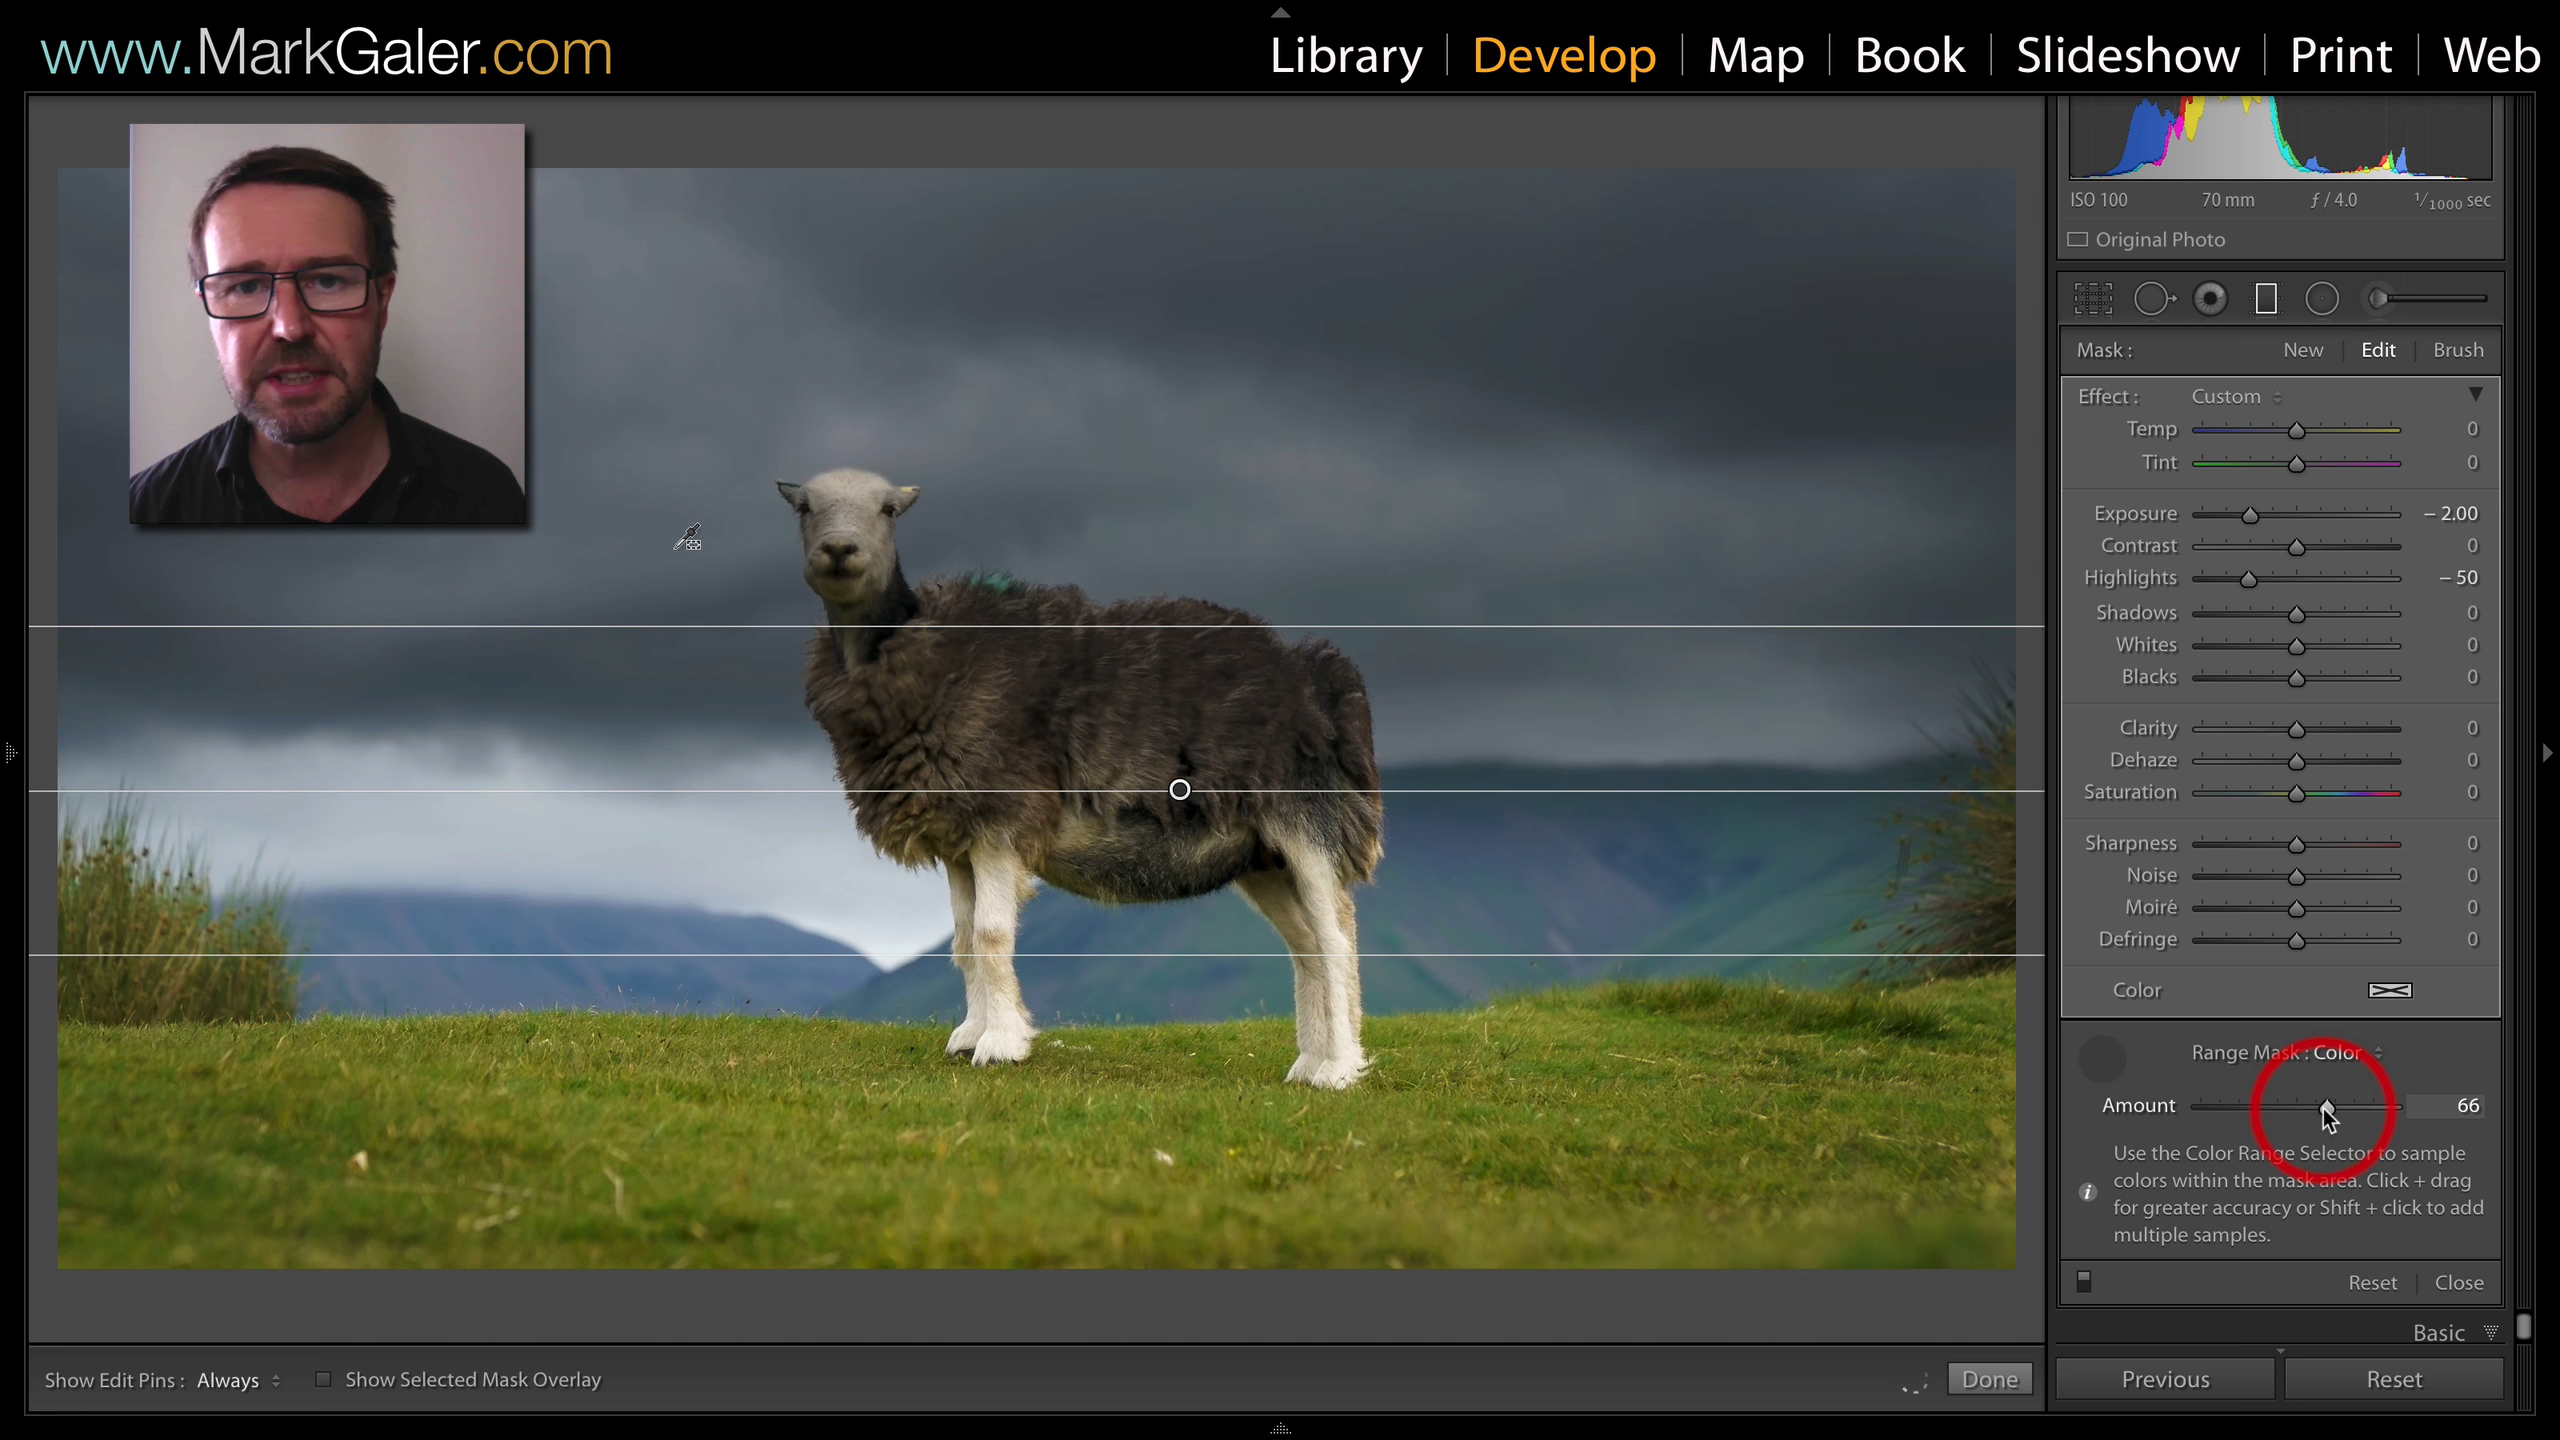 www.MarkGaler.com
Library | Develop | Map | Book | Slideshow | Print | Web
ISO 100 70 mm ƒ / 4.0 1/1000 sec
Original Photo
Mask : New | Edit | Brush
Effect : Custom
Temp 0
Tint 0
Exposure – 2.00
Contrast 0
Highlights – 50
Shadows 0
Whites 0
Blacks 0
Clarity 0
Dehaze 0
Saturation 0
Sharpness 0
Noise 0
Moiré 0
Defringe 0
Color
Range Mask : Color
Amount 66
Use the Color Range Selector to sample
colors within the mask area. Click + drag
for greater accuracy or Shift + click to add
multiple samples.
Reset | Close
Basic
Show Edit Pins : Always Show Selected Mask Overlay Done
Previous Reset